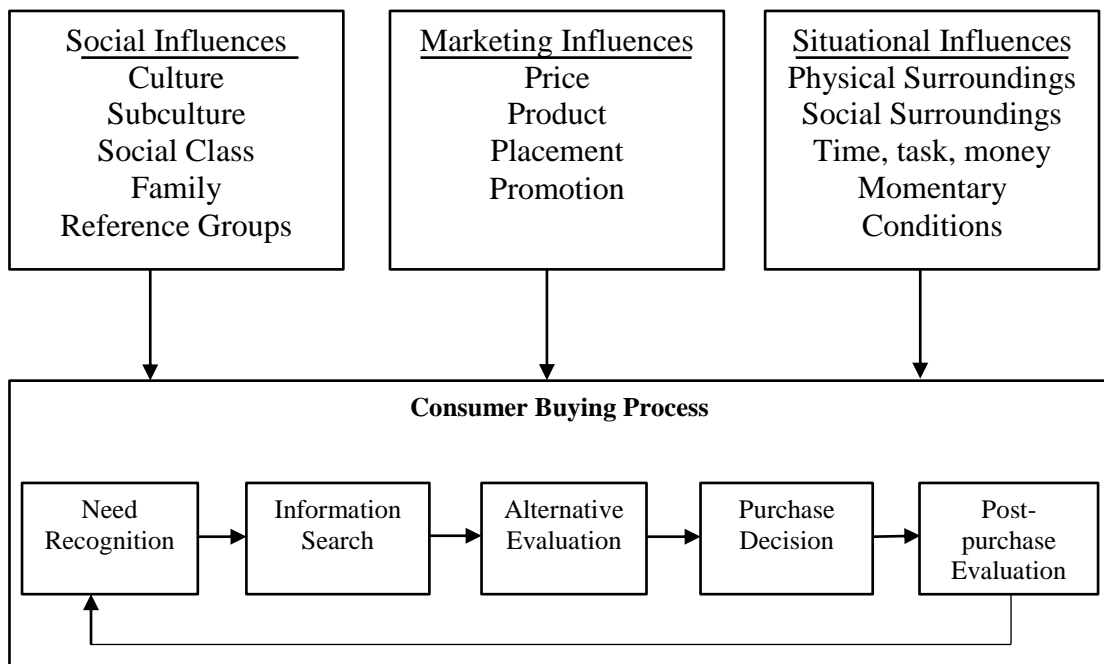 Social Influences
Culture
Subculture
Social Class
Family
Reference Groups
Marketing Influences
Price
Product
Placement
Promotion
Situational Influences
Physical Surroundings
Social Surroundings
Time, task, money
Momentary
Conditions
Consumer Buying Process
Need
Recognition
Information
Search
Alternative
Evaluation
Purchase
Decision
Post-
purchase
Evaluation